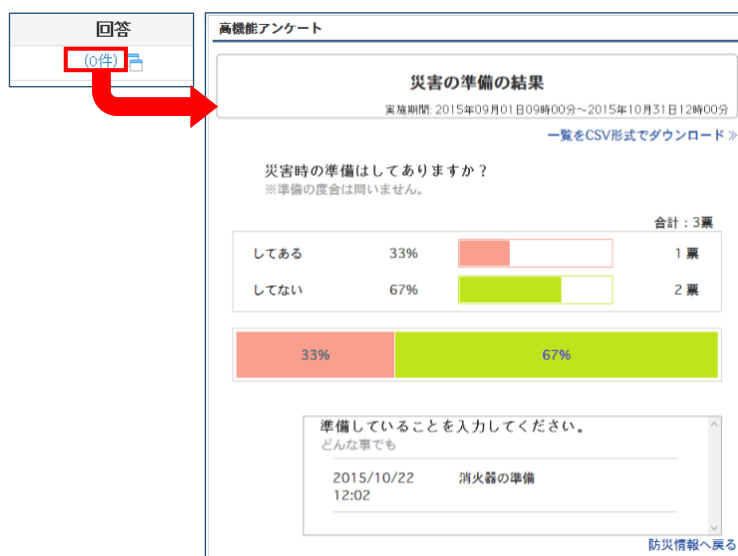 回答
(0件)
高機能アンケート
災害の準備の結果
実施期間: 2015年09月01日09時00分~2015年10月31日12時00分
一覧をCSV形式でダウンロード »
災害時の準備はしてありますか?
※準備の度合は問いません。
合計:3票
してある 33% 1 票
してない 67% 2 票
33% 67%
準備していることを入力してください。
どんな事でも
2015/10/22 消火器の準備
12:02
防災情報へ戻る